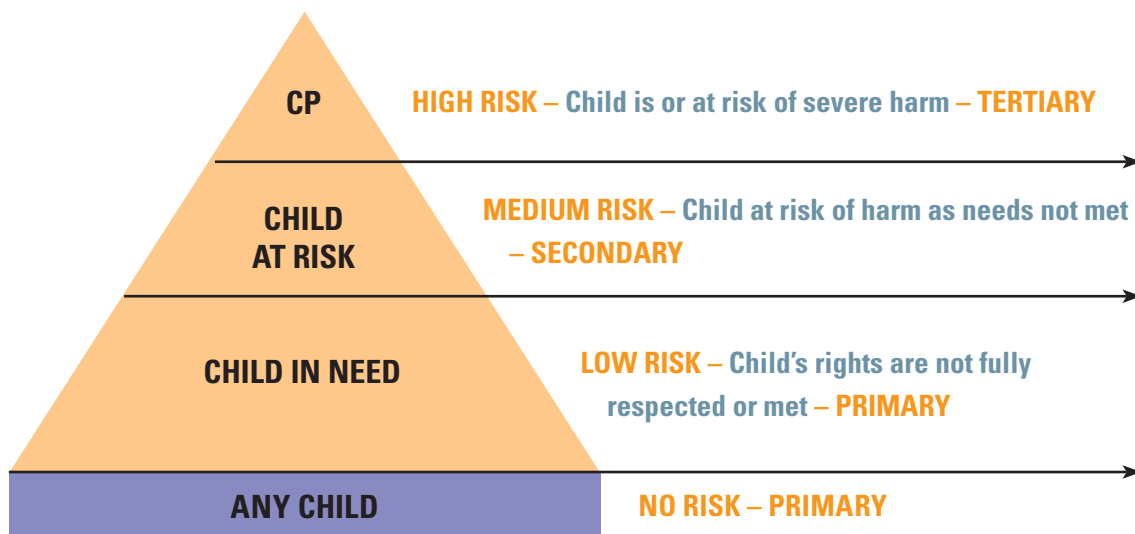 CP
HIGH RISK – Child is or at risk of severe harm – TERTIARY
CHILD
AT RISK
MEDIUM RISK – Child at risk of harm as needs not met
– SECONDARY
CHILD IN NEED
LOW RISK – Child’s rights are not fully
respected or met – PRIMARY
ANY CHILD
NO RISK – PRIMARY